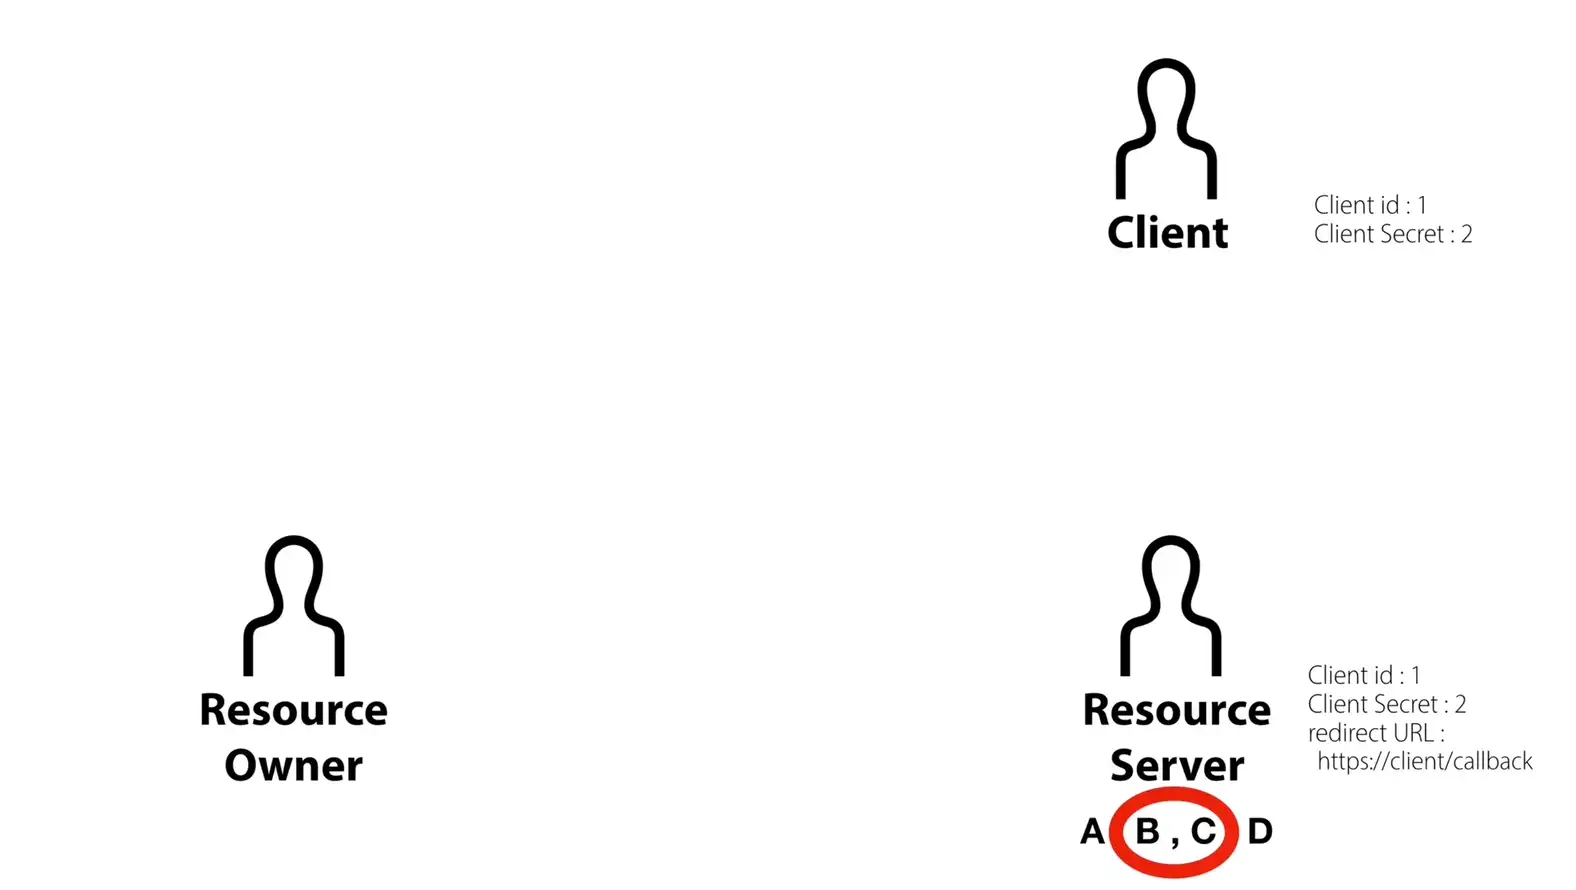 Client
Client id : 1
Client Secret : 2
Resource
Owner
Resource
Server
Client id : 1
Client Secret : 2
redirect URL :
https://client/callback
A B , C D